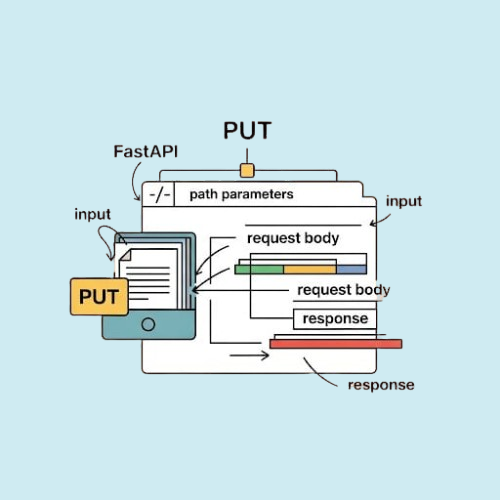 PUT
FastAPI
-/- path parameters
input
input
request body
PUT
request body
response
response